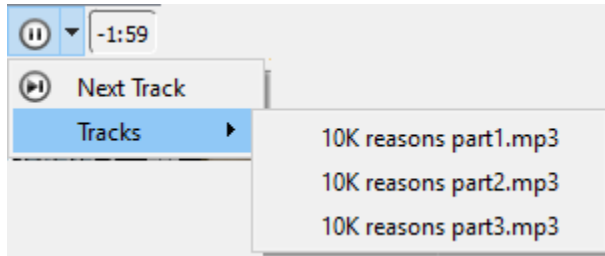 -1:59
Next Track
Tracks
10K reasons part1.mp3
10K reasons part2.mp3
10K reasons part3.mp3